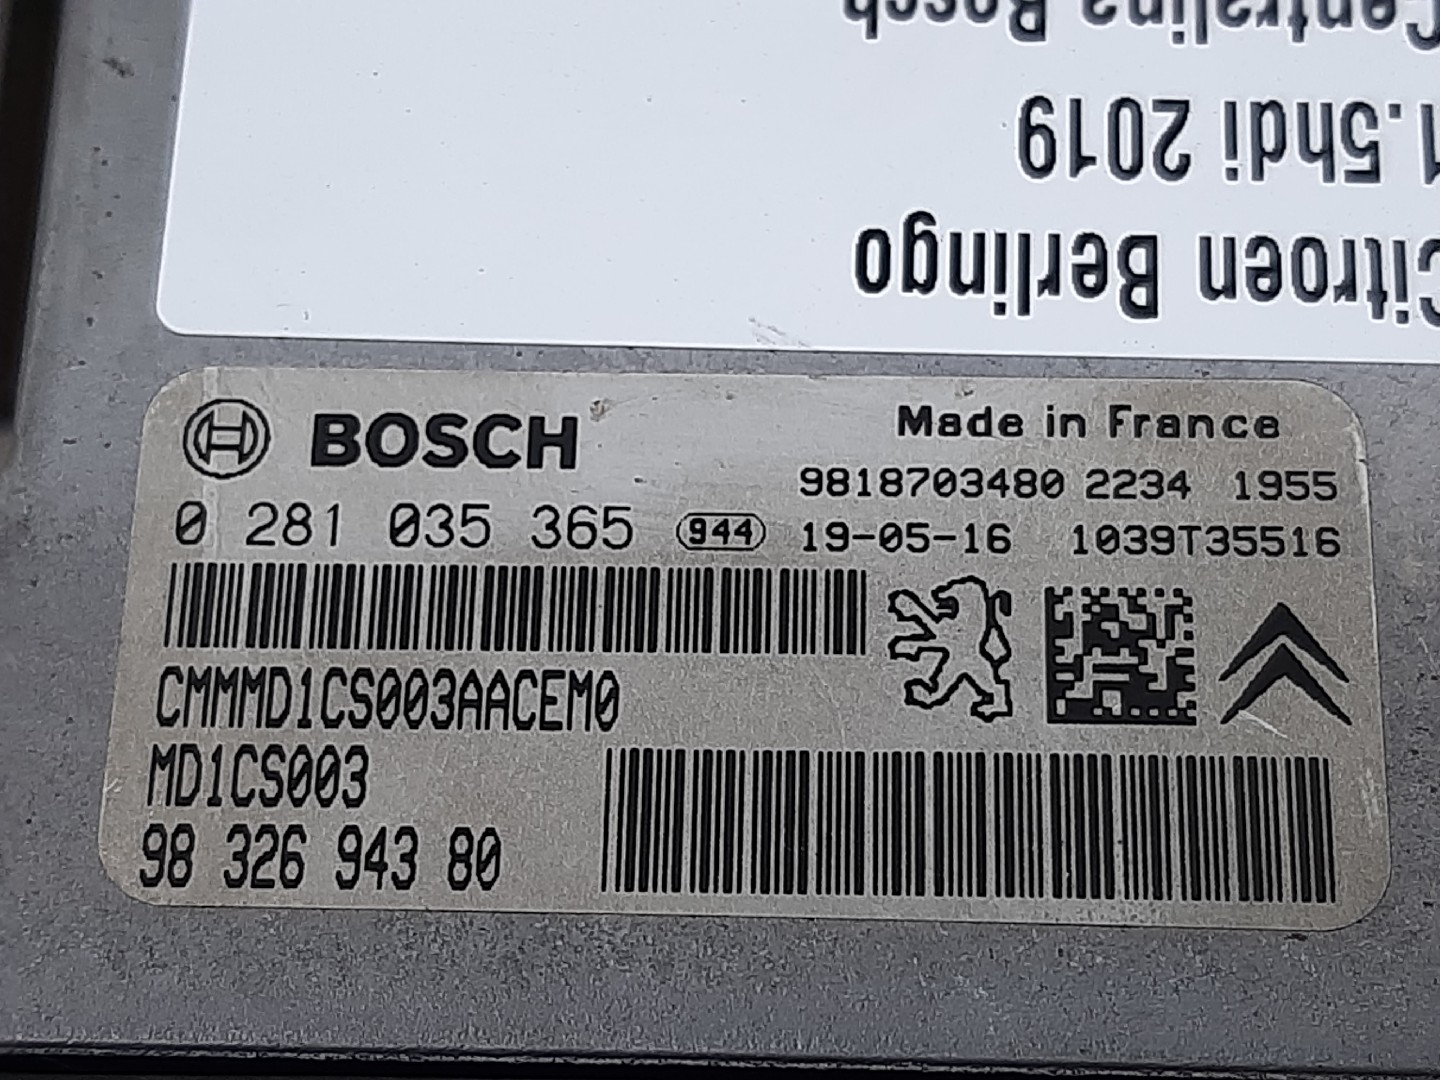 Citroen Berlingo
1.5hdi 2019
Centralina Bosch
BOSCH
Made in France
9818703480 2234 1955
0 281 035 365 944 19-05-16 1039T35516
CMMMD1CS003AACEM0
MD1CS003
98 326 943 80